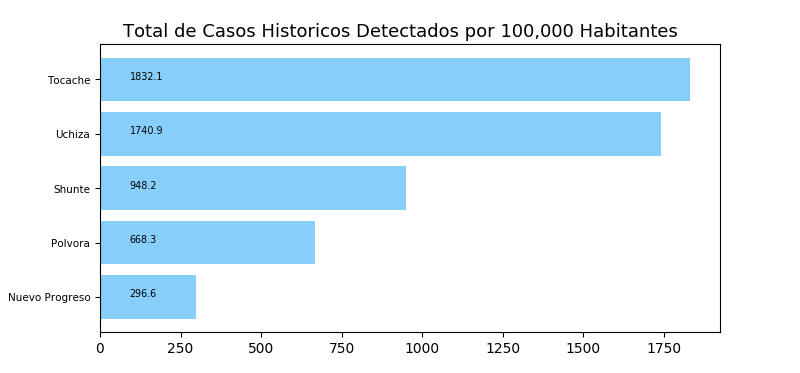 Total de Casos Historicos Detectados por 100,000 Habitantes
Tocache 1832.1
Uchiza 1740.9
Shunte 948.2
Polvora 668.3
Nuevo Progreso 296.6
0 250 500 750 1000 1250 1500 1750